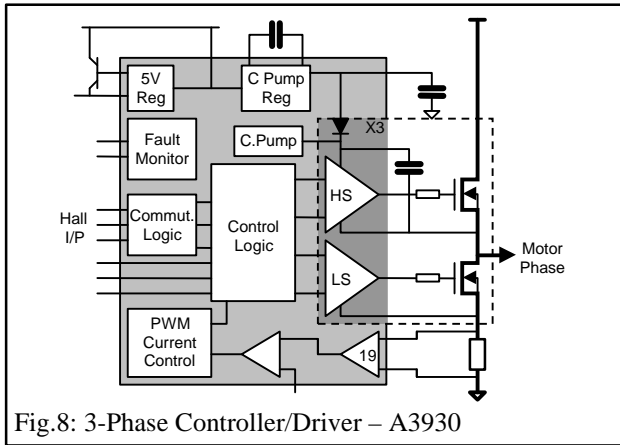 5V
Reg
C Pump
Reg
X3
Fault
Monitor
C.Pump
HS
Hall
I/P
Commut.
Logic
Control
Logic
Motor
Phase
LS
PWM
Current
Control
19
Fig.8: 3-Phase Controller/Driver – A3930